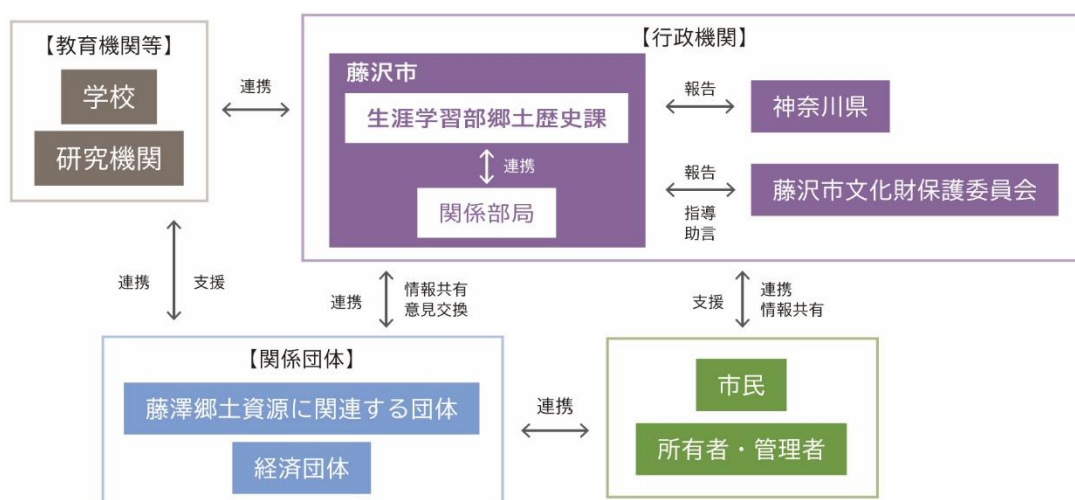 【教育機関等】
学校
研究機関
連携
【行政機関】
藤沢市
生涯学習部郷土歴史課
連携
関係部局
報告
神奈川県
報告
指導
助言
藤沢市文化財保護委員会
連携
支援
連携
情報共有
意見交換
支援
連携
情報共有
【関係団体】
藤澤郷土資源に関連する団体
経済団体
連携
市民
所有者・管理者